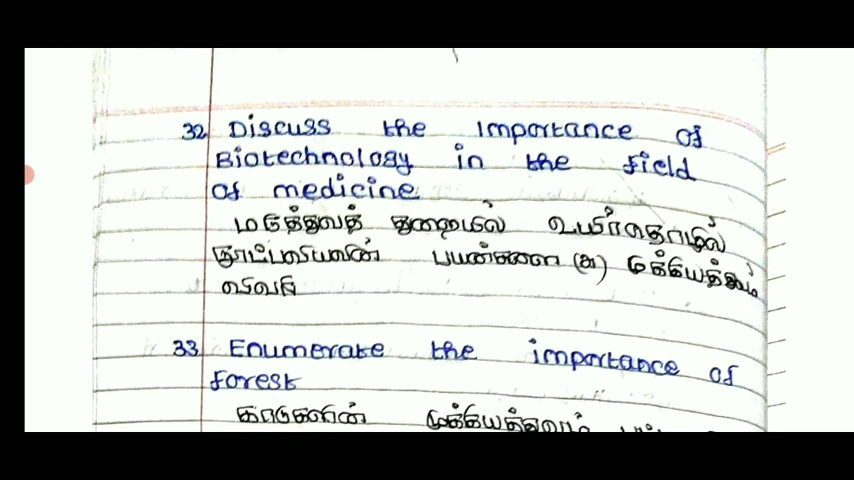 32. Discuss the importance of
Biotechnology in the field
of medicine
மருத்துவத் துறையில் உயிர்தொழில்
நுட்பவியலின் பயன்களை (அ) முக்கியத்துவம்
விவரி
33. Enumerate the importance of
forest
காடுகளின் முக்கியத்துவம்